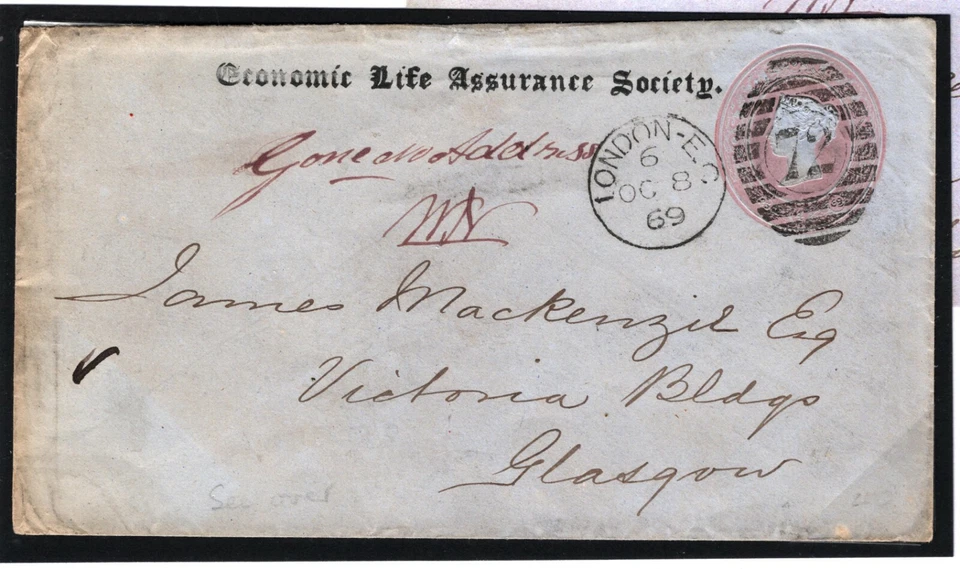 Economic Life Assurance Society.
Gone no Address
LONDON-E.C
6
OC 8
69
72
James Mackenzie Esq
Victoria Bldgs
Glasgow
See over